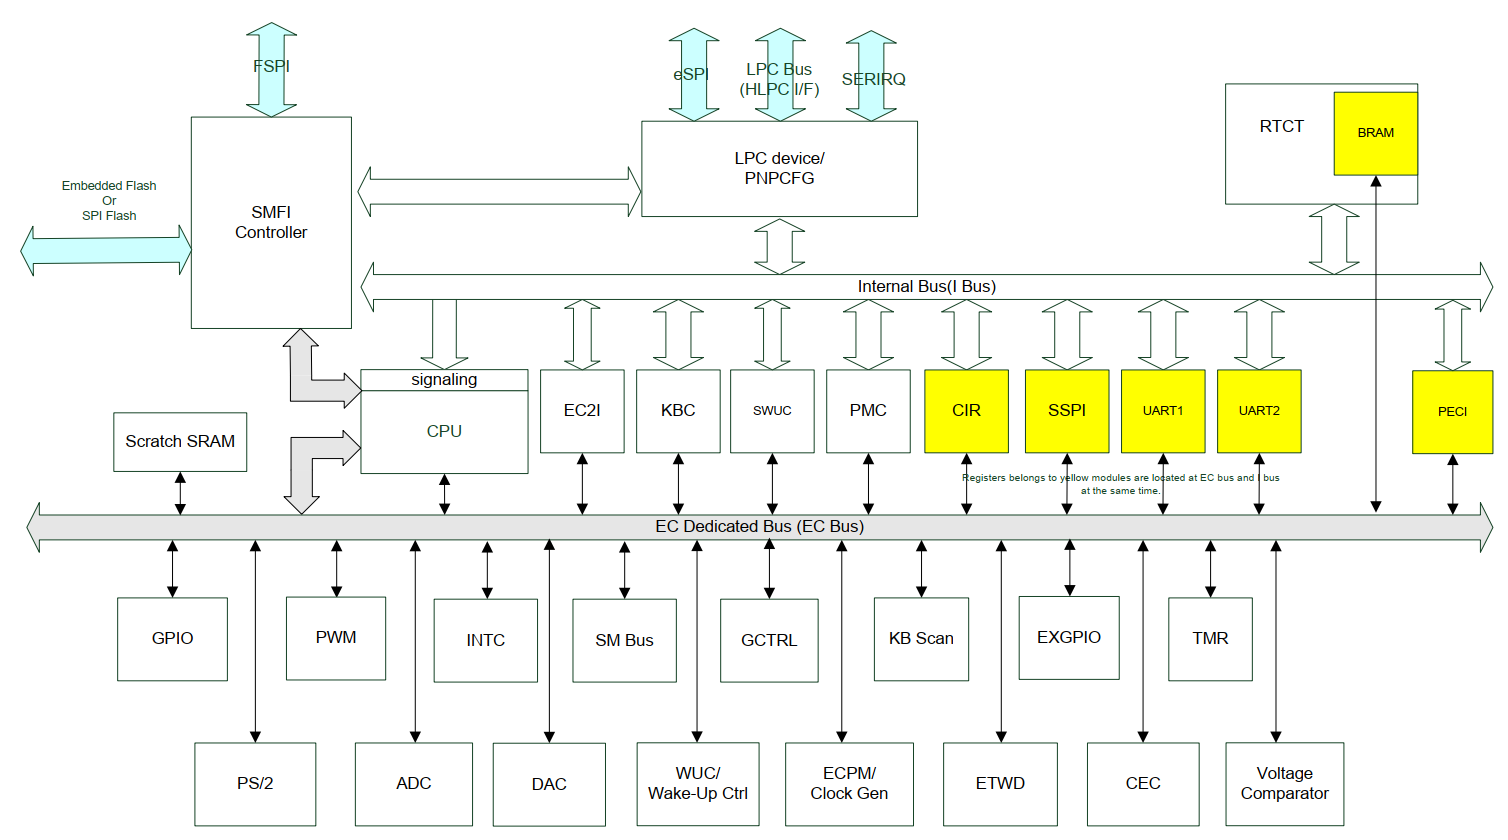 FSPI
eSPI
LPC Bus
(HLPC I/F)
SERIRQ
RTCT
BRAM
LPC device/
PNPCFG
Embedded Flash
Or
SPI Flash
SMFI
Controller
Internal Bus(I Bus)
signaling
CPU
EC2I
KBC
SWUC
PMC
CIR
SSPI
UART1
UART2
PECI
Scratch SRAM
Registers belongs to yellow modules are located at EC bus and I bus
at the same time.
EC Dedicated Bus (EC Bus)
GPIO
PWM
INTC
SM Bus
GCTRL
KB Scan
EXGPIO
TMR
PS/2
ADC
DAC
WUC/
Wake-Up Ctrl
ECPM/
Clock Gen
ETWD
CEC
Voltage
Comparator